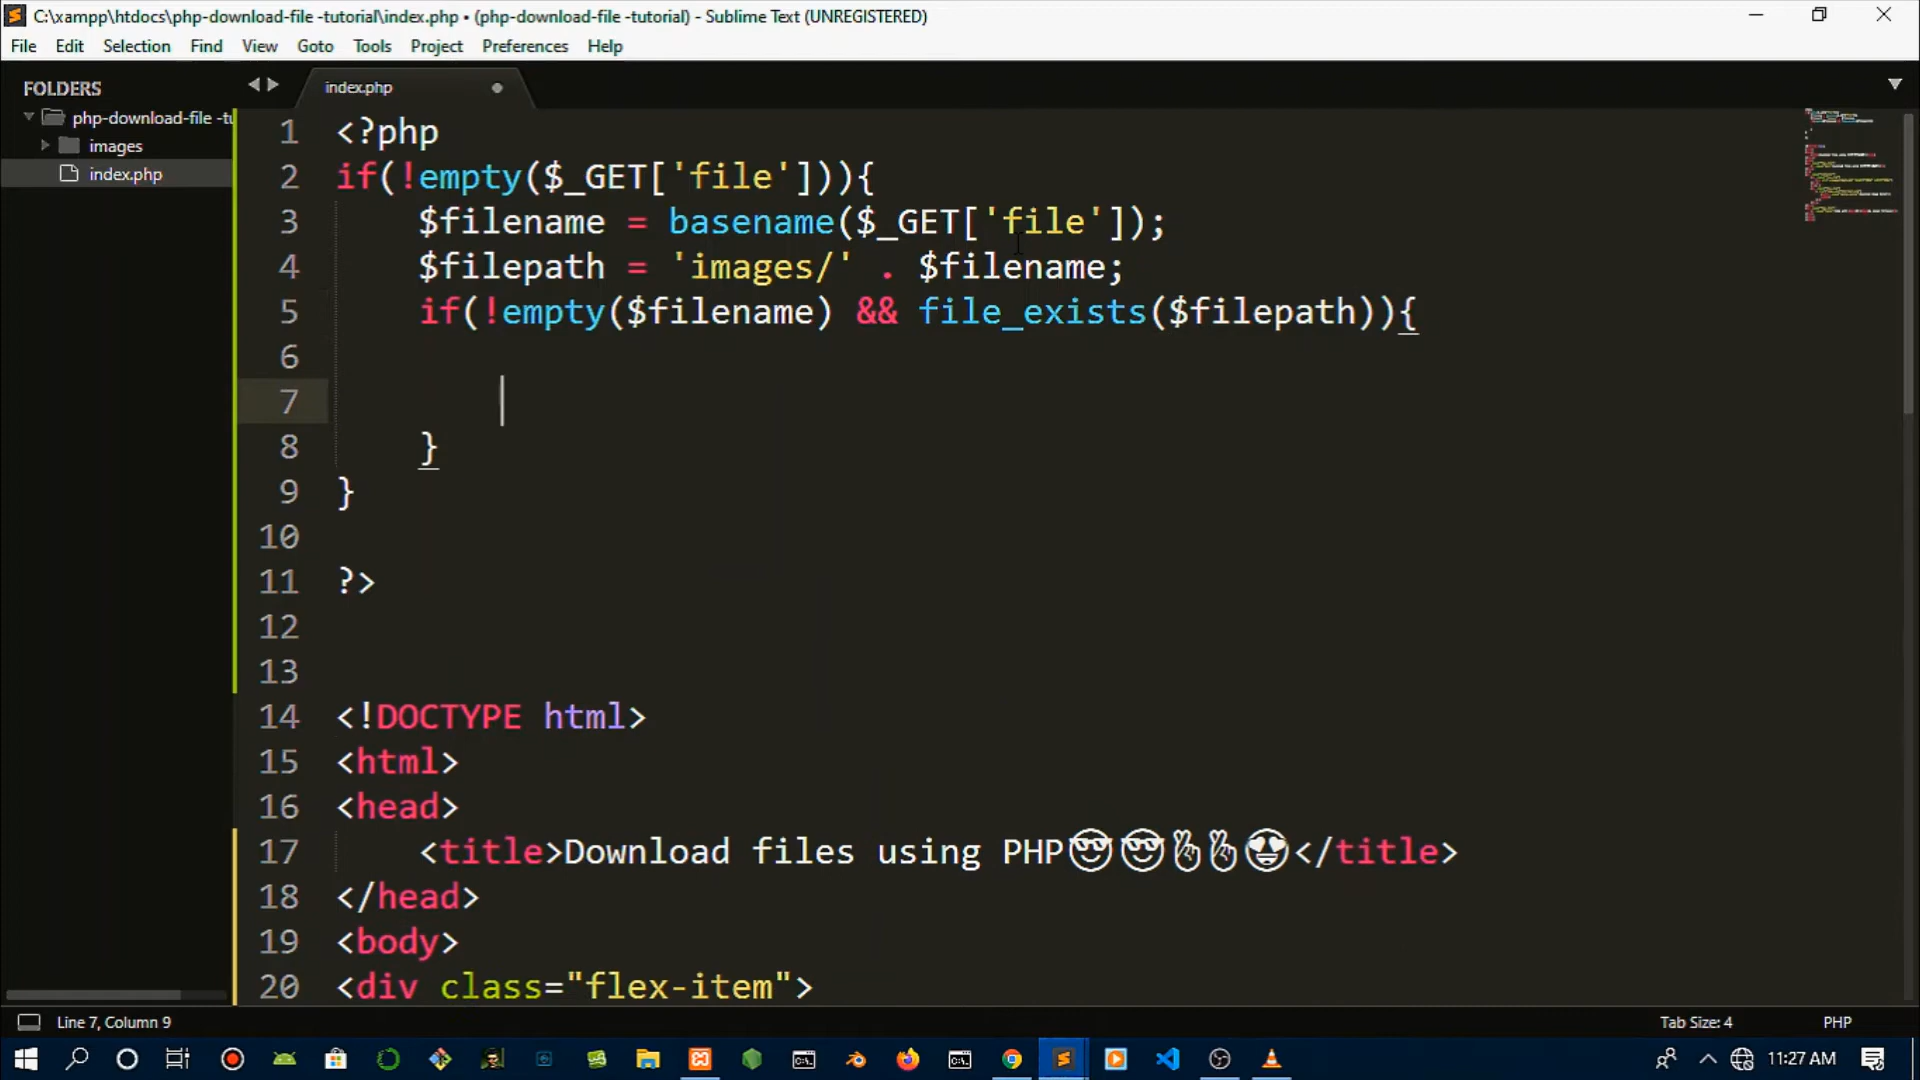 C:\xampp\htdocs\php-download-file -tutorial\index.php • (php-download-file -tutorial) - Sublime Text (UNREGISTERED)
File Edit Selection Find View Goto Tools Project Preferences Help
FOLDERS
php-download-file -tu
images
index.php
index.php
1 <?php
2 if(!empty($_GET['file'])){
3 $filename = basename($_GET['file']);
4 $filepath = 'images/' . $filename;
5 if(!empty($filename) && file_exists($filepath)){
6
7
8 }
9 }
10
11 ?>
12
13
14 <!DOCTYPE html>
15 <html>
16 <head>
17 <title>Download files using PHP😎😎✌✌😍</title>
18 </head>
19 <body>
20 <div class="flex-item">
Line 7, Column 9 Tab Size: 4 PHP
11:27 AM